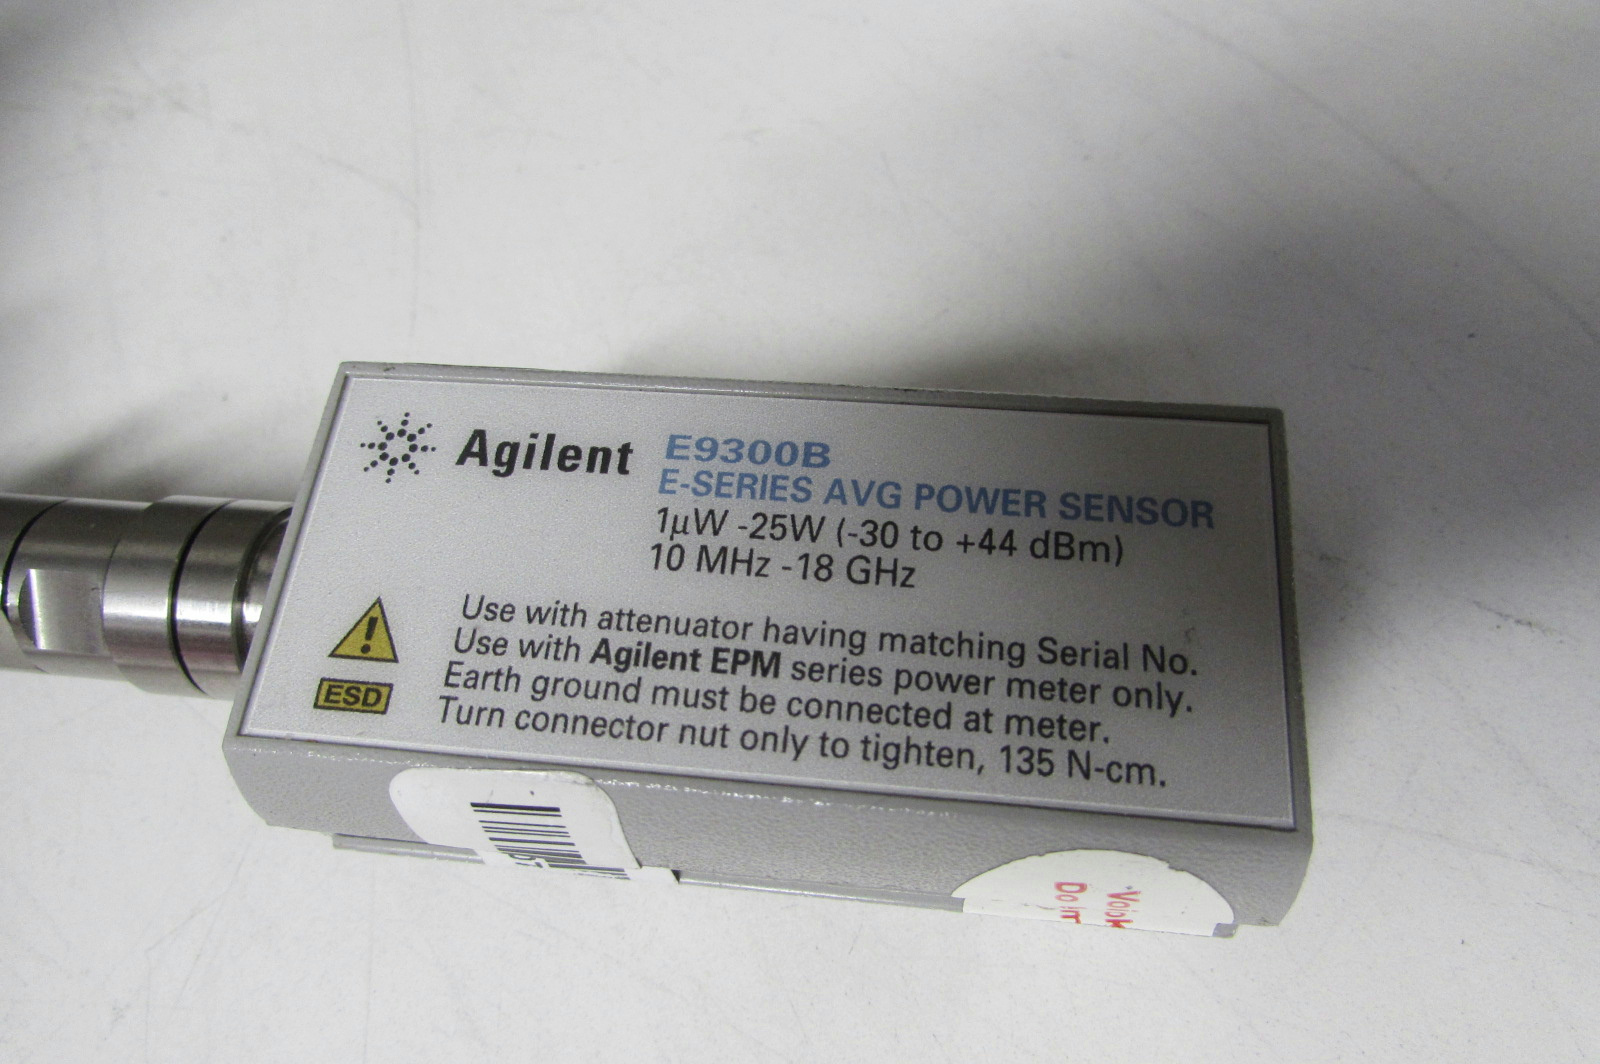 Agilent E9300B
E-SERIES AVG POWER SENSOR
1µW -25W (-30 to +44 dBm)
10 MHz -18 GHz
Use with attenuator having matching Serial No.
Use with Agilent EPM series power meter only.
Earth ground must be connected at meter.
Turn connector nut only to tighten, 135 N-cm.
ESD